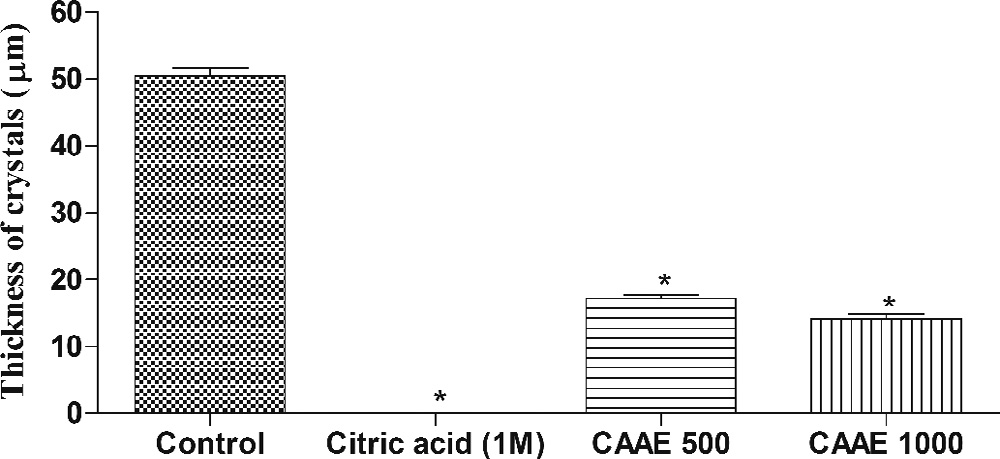 Thickness of crystals (μm)
60
50
40
30
20
10
0
*
*
*
Control
Citric acid (1M)
CAAE 500
CAAE 1000